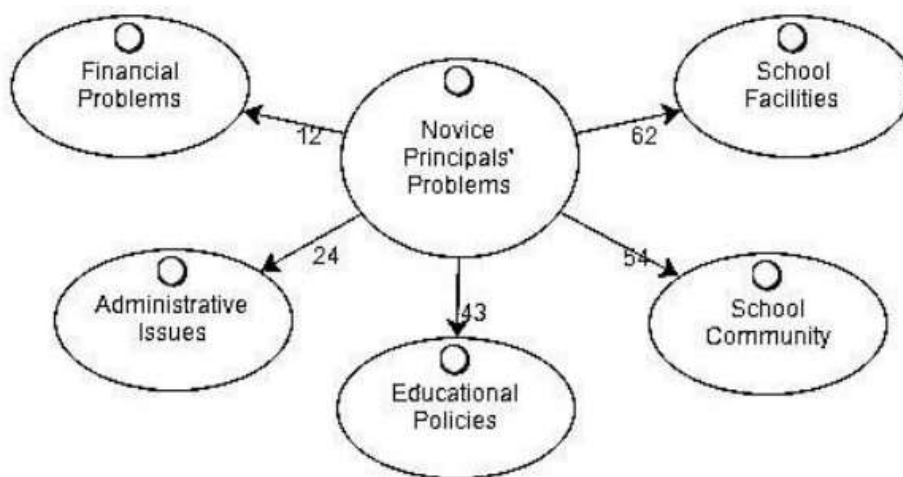 Financial
Problems
Novice
Principals'
Problems
School
Facilities
12
62
24
43
54
Administrative
Issues
Educational
Policies
School
Community